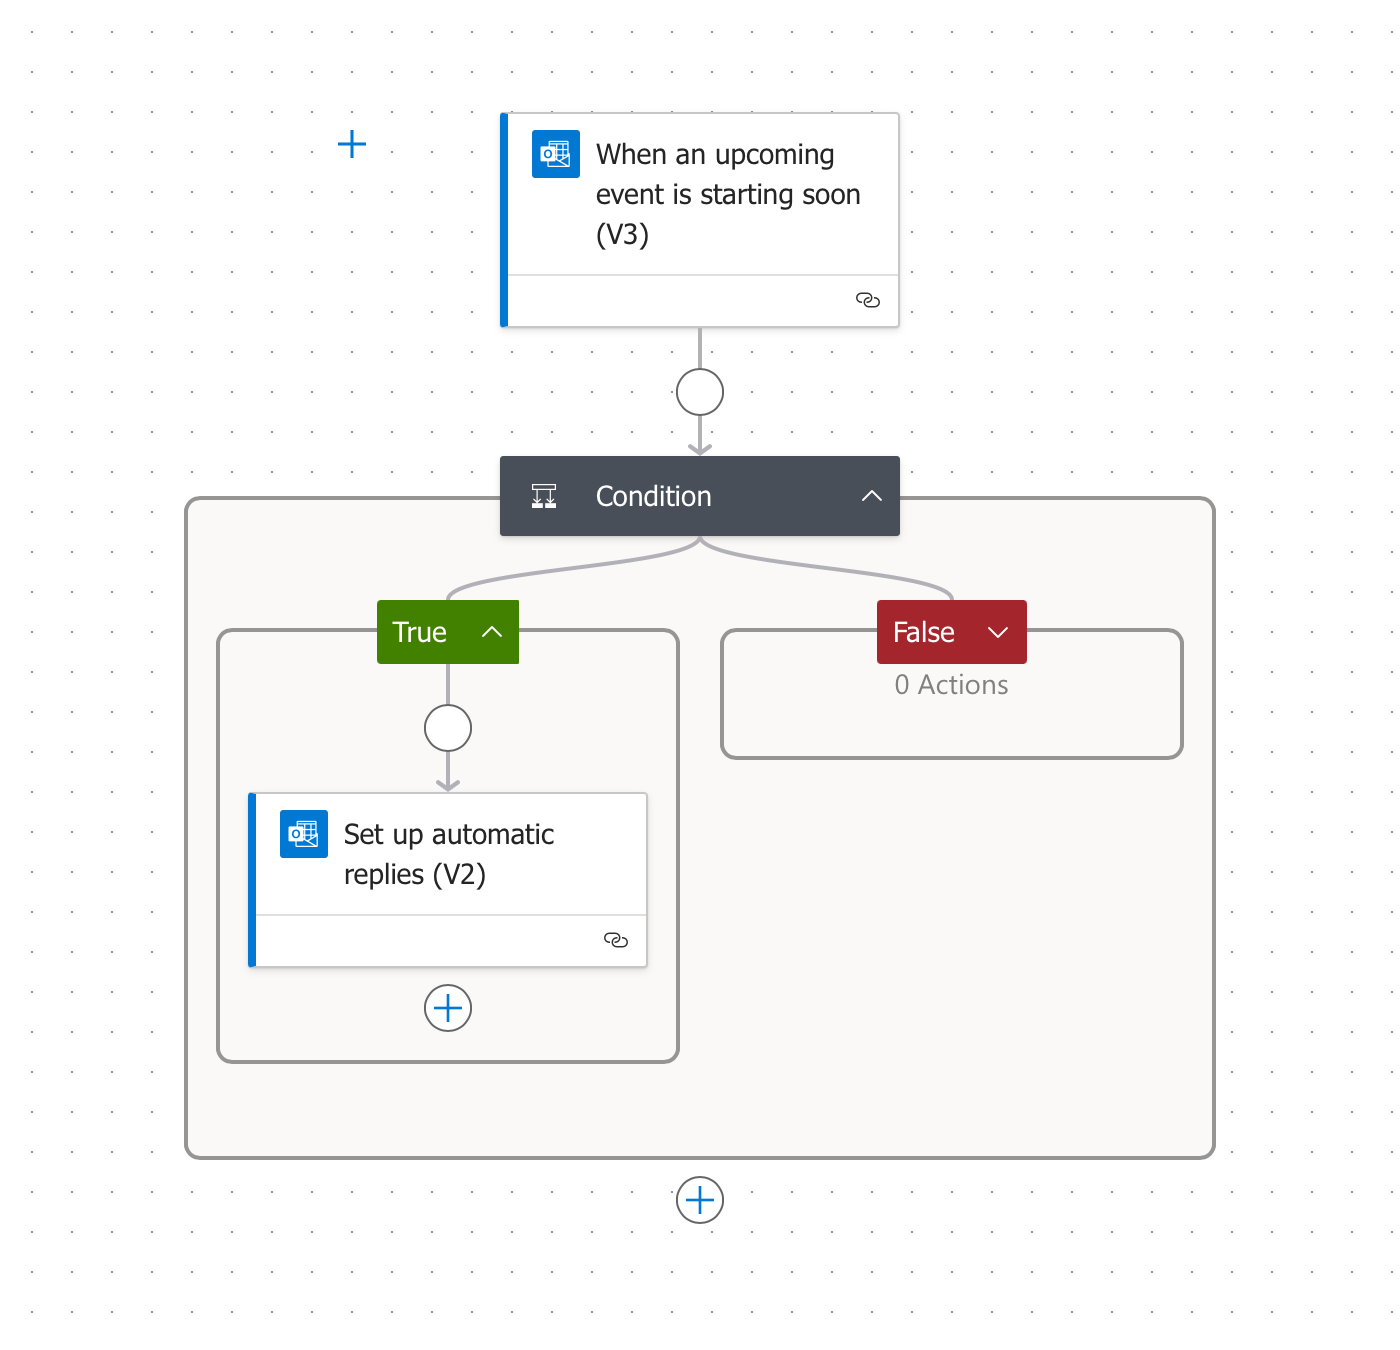 When an upcoming
event is starting soon
(V3)
Condition
True
False
0 Actions
Set up automatic
replies (V2)